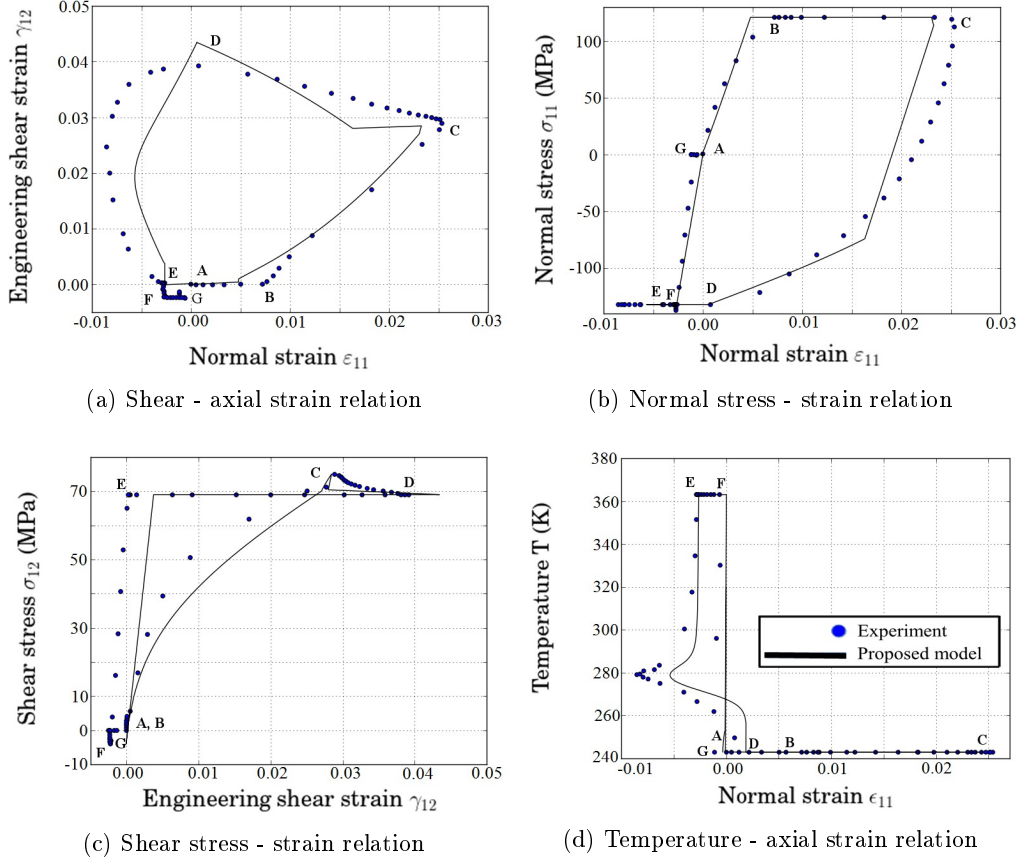 Engineering shear strain γ12
0.05
0.04
0.03
0.02
0.01
0.00
-0.01
0.00
0.01
0.02
0.03
D
C
E
A
F
G
B
Normal strain ε11
(a) Shear - axial strain relation
Normal stress σ11 (MPa)
100
50
0
-50
-100
-0.01
0.00
0.01
0.02
0.03
B
C
G
A
E
F
D
Normal strain ε11
(b) Normal stress - strain relation
Shear stress σ12 (MPa)
70
50
30
10
0
-10
0.00
0.01
0.02
0.03
0.04
0.05
E
C
D
A, B
F
G
Engineering shear strain γ12
(c) Shear stress - strain relation
Temperature T (K)
380
360
340
320
300
280
260
240
-0.01
0.00
0.01
0.02
E
F
Experiment
Proposed model
A
G
D
B
C
Normal strain ϵ11
(d) Temperature - axial strain relation